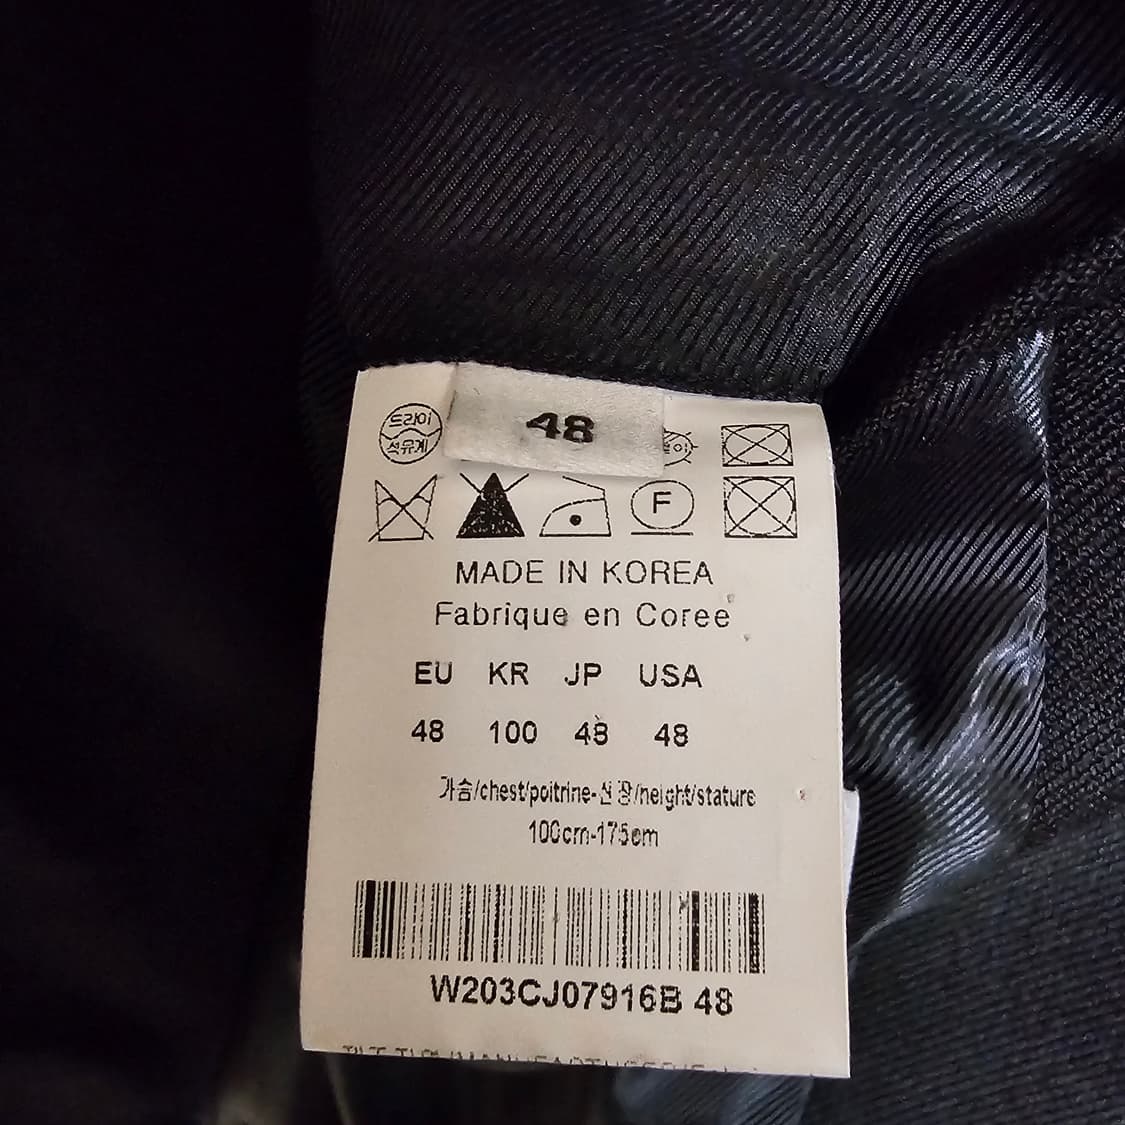 48
드라이
석유계
F
MADE IN KOREA
Fabrique en Coree
EU KR JP USA
48 100 48 48
가슴/chest/poitrine-신장/height/stature
100cm-175cm
W203CJ07916B 48